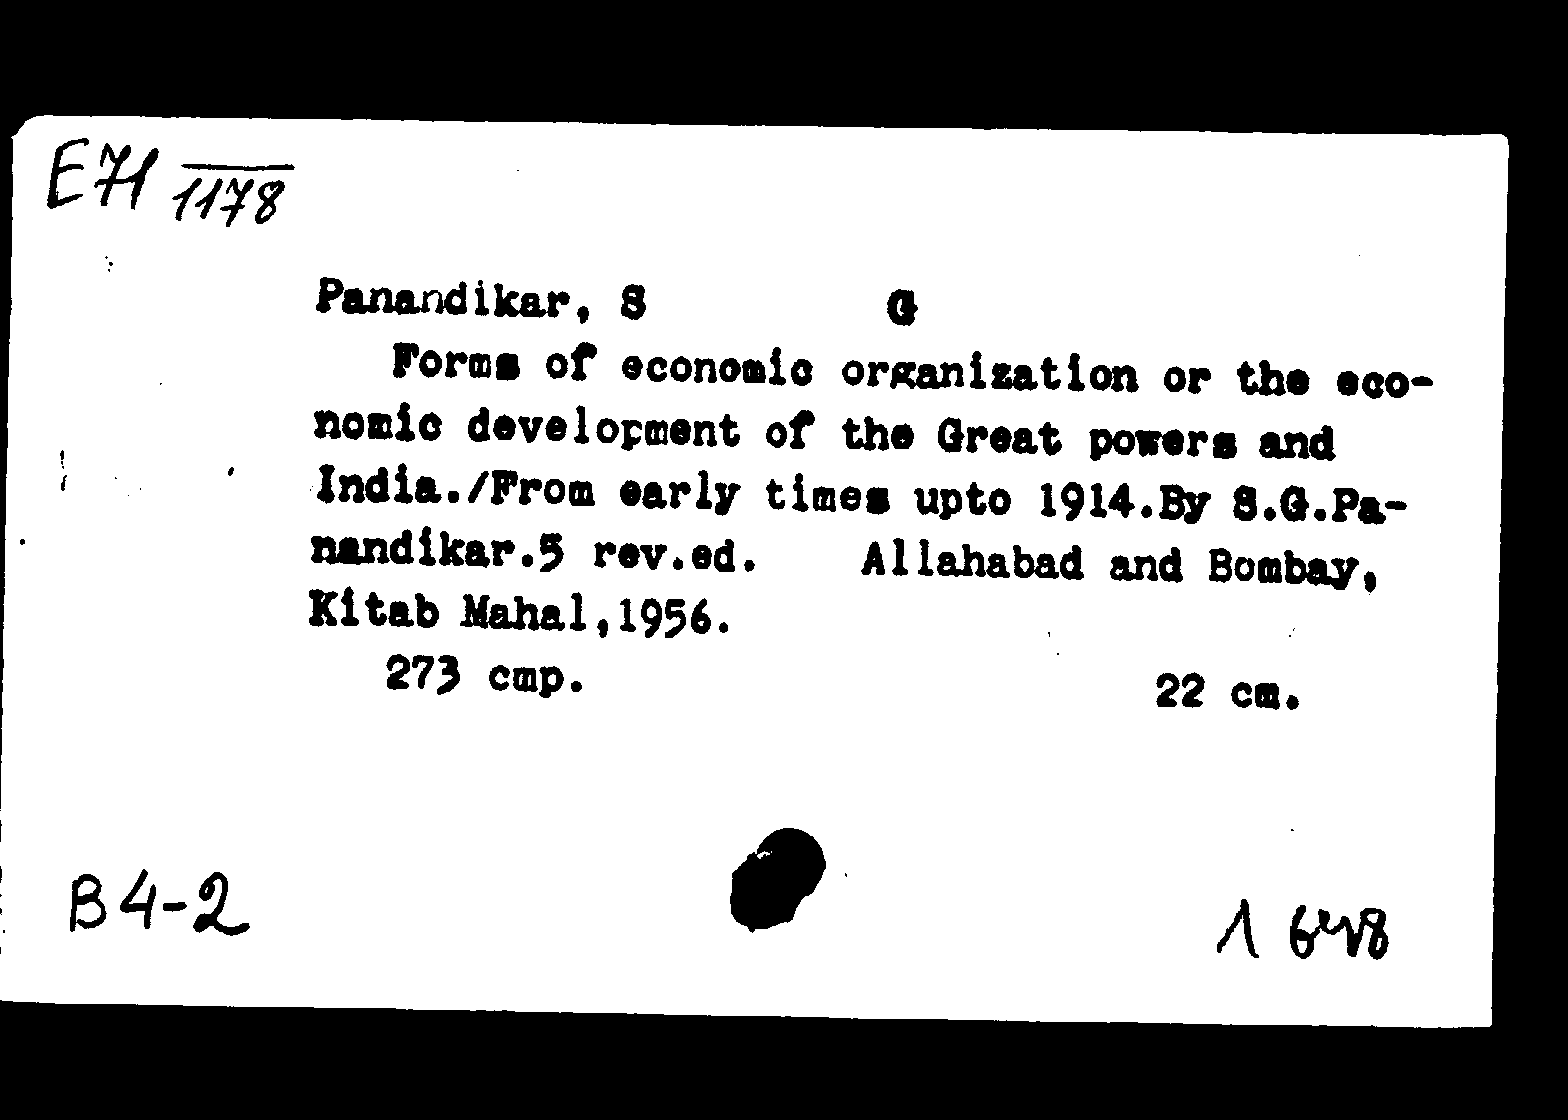 E71 1178
Panandikar, S G
Forms of economic organization or the eco-
nomic development of the Great powers and
India./From early times upto 1914.By S.G.Pa-
nandikar.5 rev.ed. Allahabad and Bombay,
Kitab Mahal,1956.
273 cmp. 22 cm.
B4-2